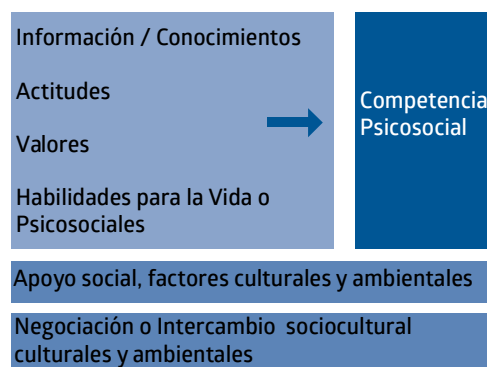 Información / Conocimientos
Actitudes
Valores
Habilidades para la Vida o
Psicosociales
Competencia
Psicosocial
Apoyo social, factores culturales y ambientales
Negociación o Intercambio sociocultural
culturales y ambientales